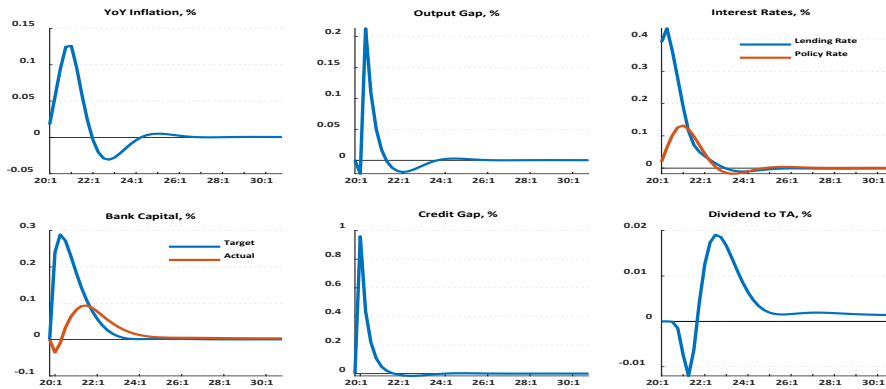 YoY Inflation, %
0.15
0.1
0.05
0
-0.05
20:1 22:1 24:1 26:1 28:1 30:1
Output Gap, %
0.2
0.15
0.1
0.05
0
20:1 22:1 24:1 26:1 28:1 30:1
Interest Rates, %
0.4
0.3
0.2
0.1
0
Lending Rate
Policy Rate
20:1 22:1 24:1 26:1 28:1 30:1
Bank Capital, %
0.3
0.2
0.1
0
-0.1
Target
Actual
20:1 22:1 24:1 26:1 28:1 30:1
Credit Gap, %
1
0.8
0.6
0.4
0.2
0
20:1 22:1 24:1 26:1 28:1 30:1
Dividend to TA, %
0.02
0.01
0
-0.01
20:1 22:1 24:1 26:1 28:1 30:1